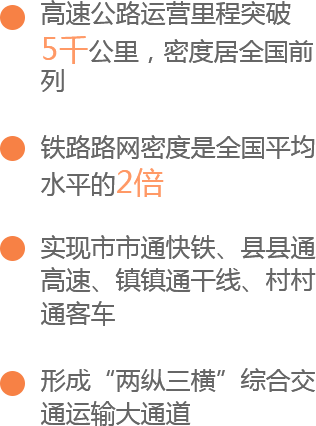 高速公路运营里程突破
5千公里，密度居全国前
列
铁路路网密度是全国平均
水平的2倍
实现市市通快铁、县县通
高速、镇镇通干线、村村
通客车
形成“两纵三横”综合交
通运输大通道